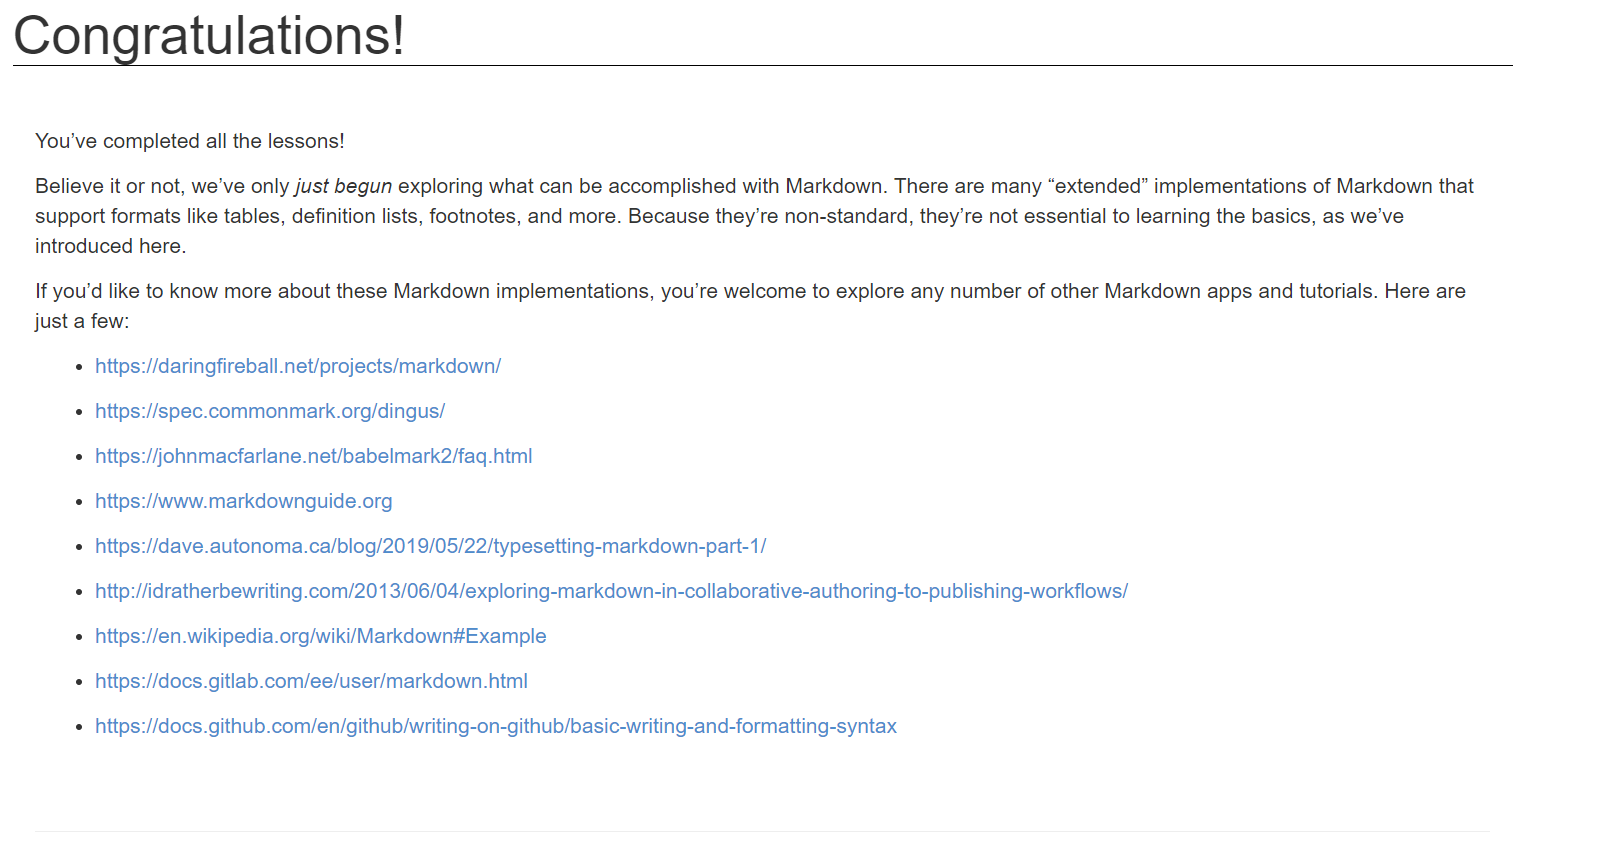 Congratulations!
You’ve completed all the lessons!
Believe it or not, we’ve only just begun exploring what can be accomplished with Markdown. There are many “extended” implementations of Markdown that
support formats like tables, definition lists, footnotes, and more. Because they’re non-standard, they’re not essential to learning the basics, as we’ve
introduced here.
If you’d like to know more about these Markdown implementations, you’re welcome to explore any number of other Markdown apps and tutorials. Here are
just a few:
• https://daringfireball.net/projects/markdown/
• https://spec.commonmark.org/dingus/
• https://johnmacfarlane.net/babelmark2/faq.html
• https://www.markdownguide.org
• https://dave.autonoma.ca/blog/2019/05/22/typesetting-markdown-part-1/
• http://idratherbewriting.com/2013/06/04/exploring-markdown-in-collaborative-authoring-to-publishing-workflows/
• https://en.wikipedia.org/wiki/Markdown#Example
• https://docs.gitlab.com/ee/user/markdown.html
• https://docs.github.com/en/github/writing-on-github/basic-writing-and-formatting-syntax